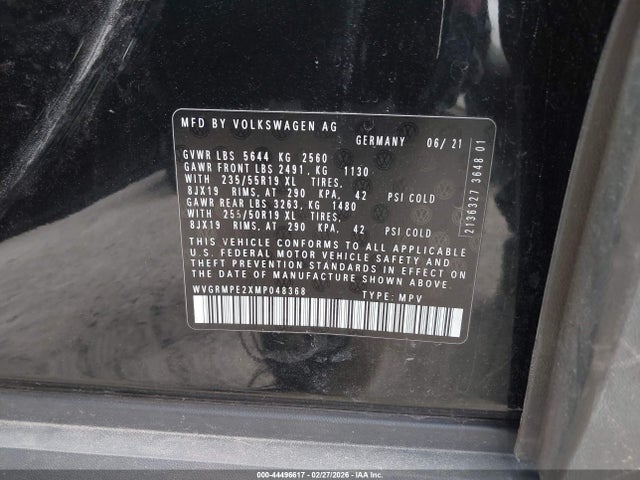 MFD BY VOLKSWAGEN AG
GERMANY 06/21
GVWR LBS 5644 KG 2560
GAWR FRONT LBS 2491, KG 1130
WITH 235/55R19 XL TIRES,
8JX19 RIMS, AT 290 KPA, 42 PSI COLD
GAWR REAR LBS 3263, KG 1480
WITH 255/50R19 XL TIRES,
8JX19 RIMS, AT 290 KPA, 42 PSI COLD
THIS VEHICLE CONFORMS TO ALL APPLICABLE
U.S. FEDERAL MOTOR VEHICLE SAFETY AND
THEFT PREVENTION STANDARDS IN EFFECT ON
THE DATE OF MANUFACTURE SHOWN ABOVE.
WVGRMPE2XMP048368 TYPE: MPV
2136327 3648 01
000-44496617 - 02/27/2026 - IAAI.com